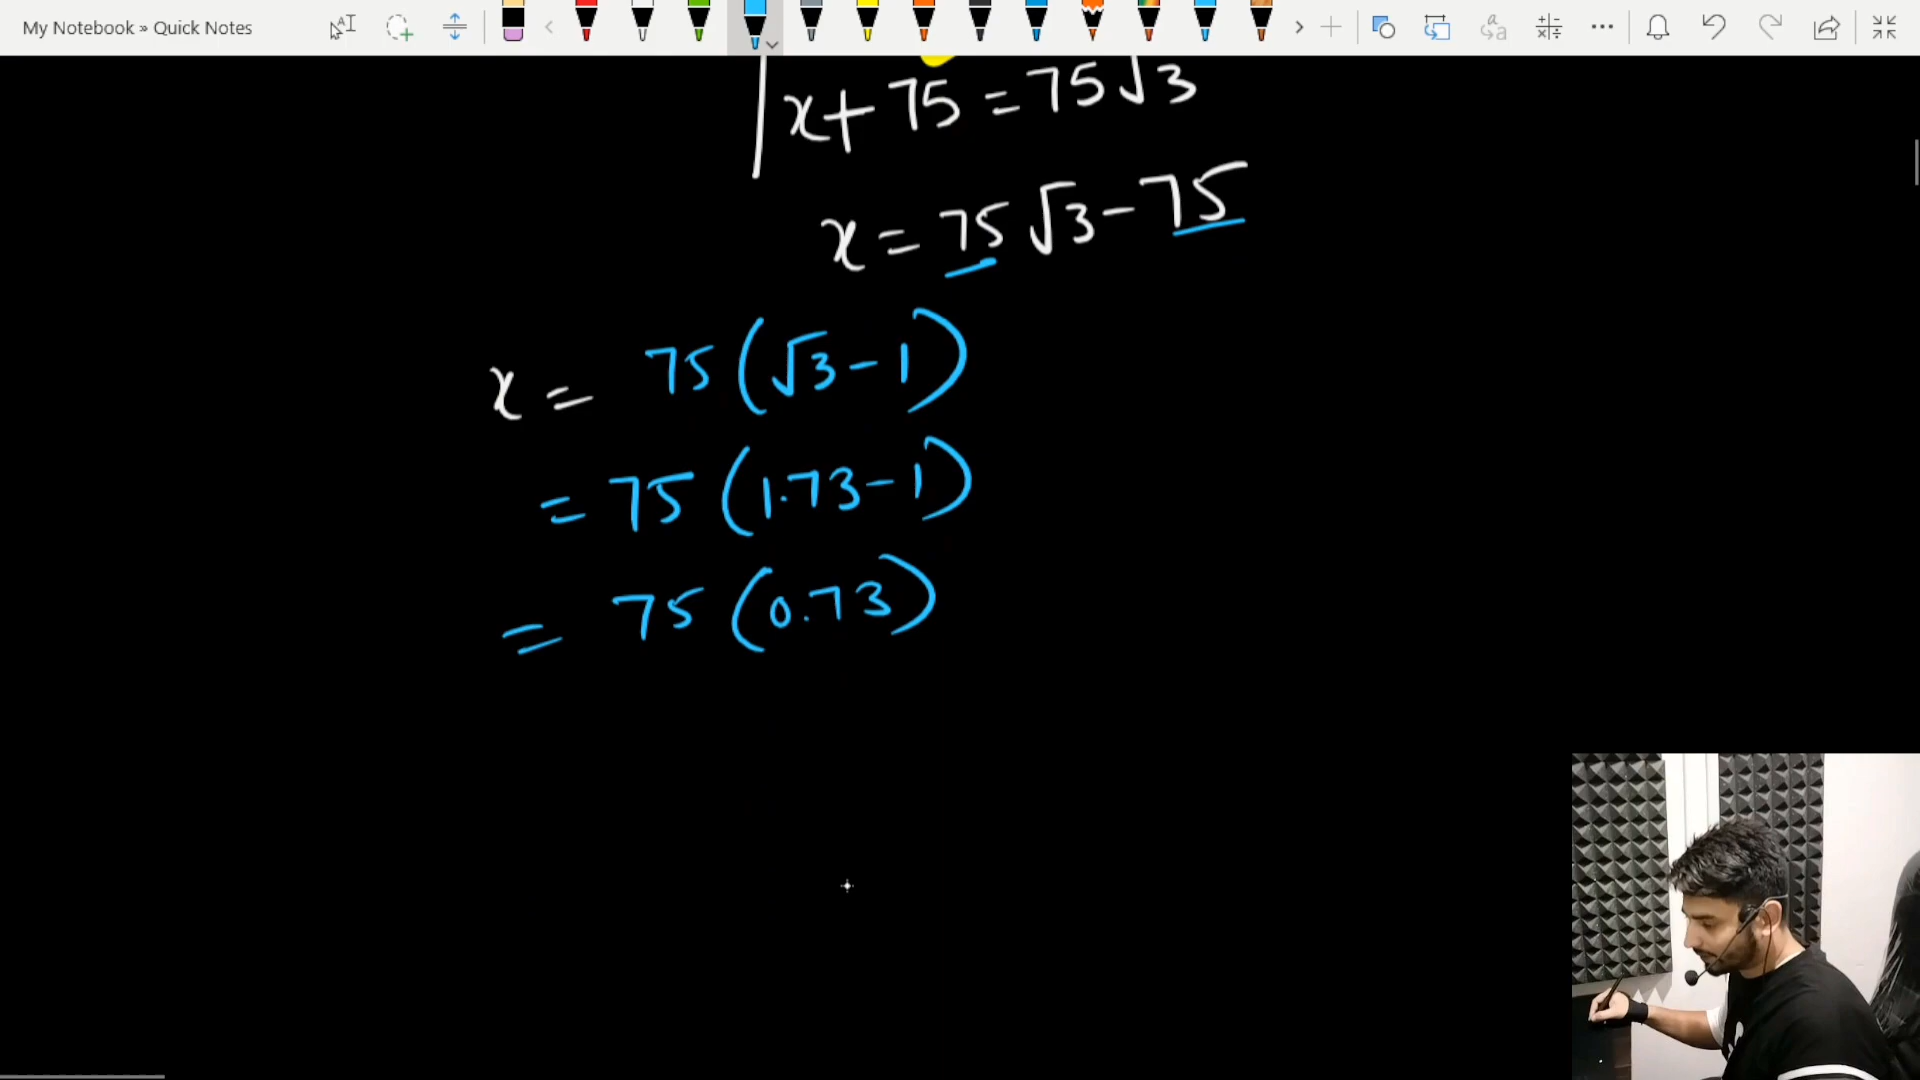 My Notebook » Quick Notes
x + 75 = 75√3
x = 75√3 - 75
x = 75(√3 - 1)
= 75(1.73 - 1)
= 75(0.73)